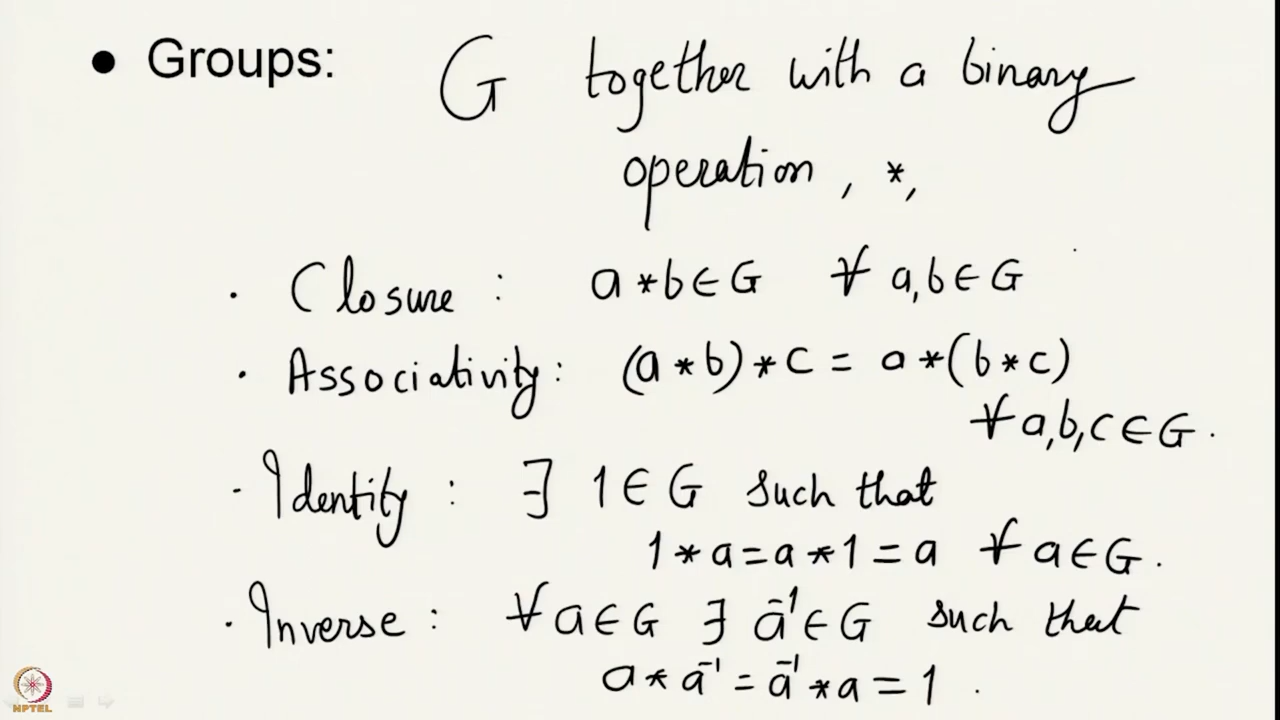 ● Groups: G together with a binary
operation, *,
· Closure : a * b ∈ G ∀ a,b ∈ G
· Associativity : (a * b) * c = a * (b * c)
∀ a,b,c ∈ G .
· Identity : ∃ 1 ∈ G such that
1 * a = a * 1 = a ∀ a ∈ G .
· Inverse : ∀ a ∈ G ∃ a⁻¹ ∈ G such that
a * a⁻¹ = a⁻¹ * a = 1 .
NPTEL